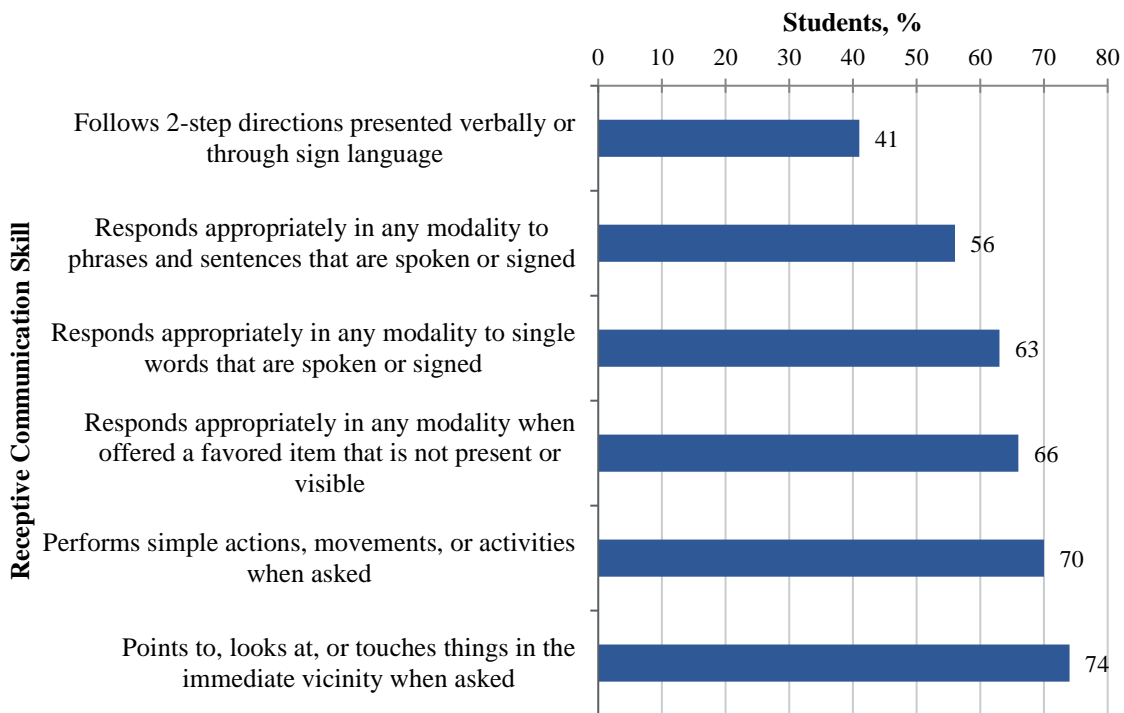 Students, %
0 10 20 30 40 50 60 70 80
Receptive Communication Skill
Follows 2-step directions presented verbally or
through sign language
41
Responds appropriately in any modality to
phrases and sentences that are spoken or signed
56
Responds appropriately in any modality to single
words that are spoken or signed
63
Responds appropriately in any modality when
offered a favored item that is not present or
visible
66
Performs simple actions, movements, or activities
when asked
70
Points to, looks at, or touches things in the
immediate vicinity when asked
74